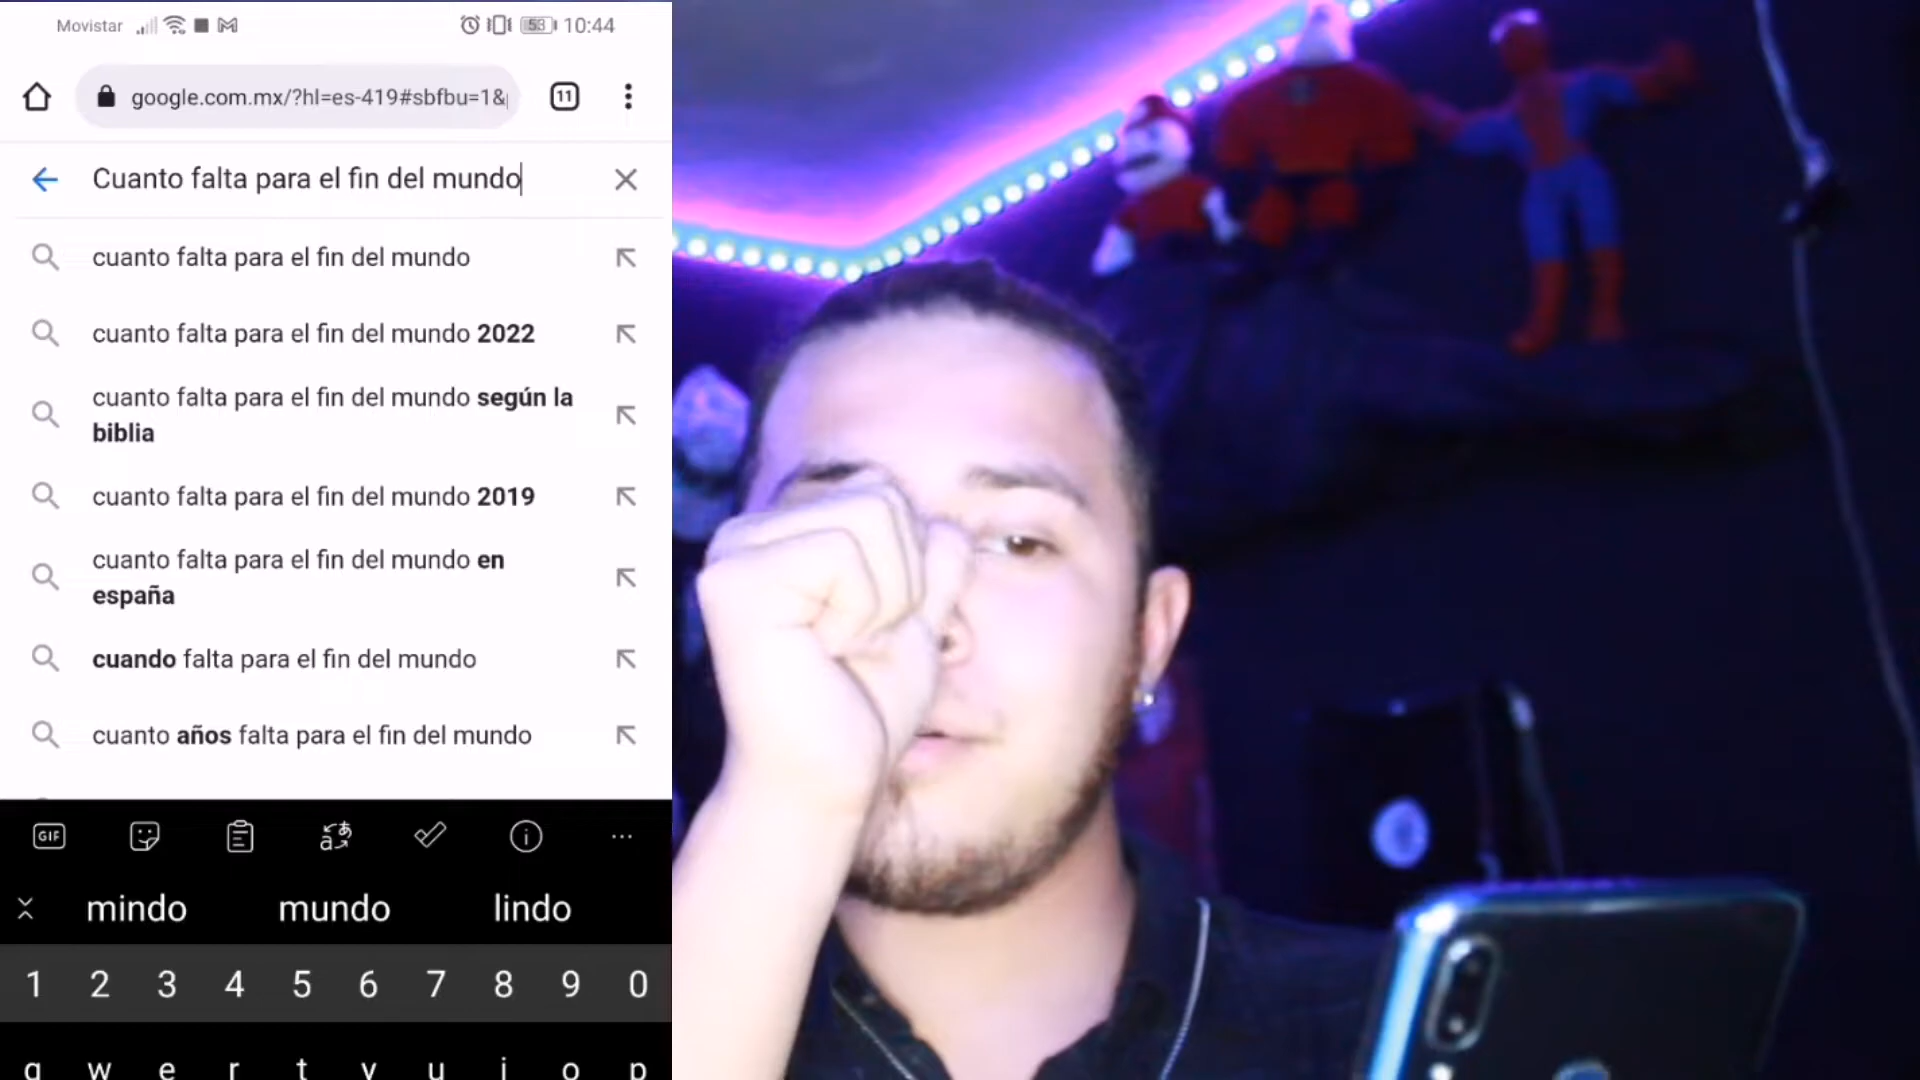 Movistar 53 10:44
google.com.mx/?hl=es-419#sbfbu=1& 11
Cuanto falta para el fin del mundo
cuanto falta para el fin del mundo
cuanto falta para el fin del mundo 2022
cuanto falta para el fin del mundo según la
biblia
cuanto falta para el fin del mundo 2019
cuanto falta para el fin del mundo en
españa
cuando falta para el fin del mundo
cuanto años falta para el fin del mundo
GIF
mindo mundo lindo
1 2 3 4 5 6 7 8 9 0
q w e r t y u i o p